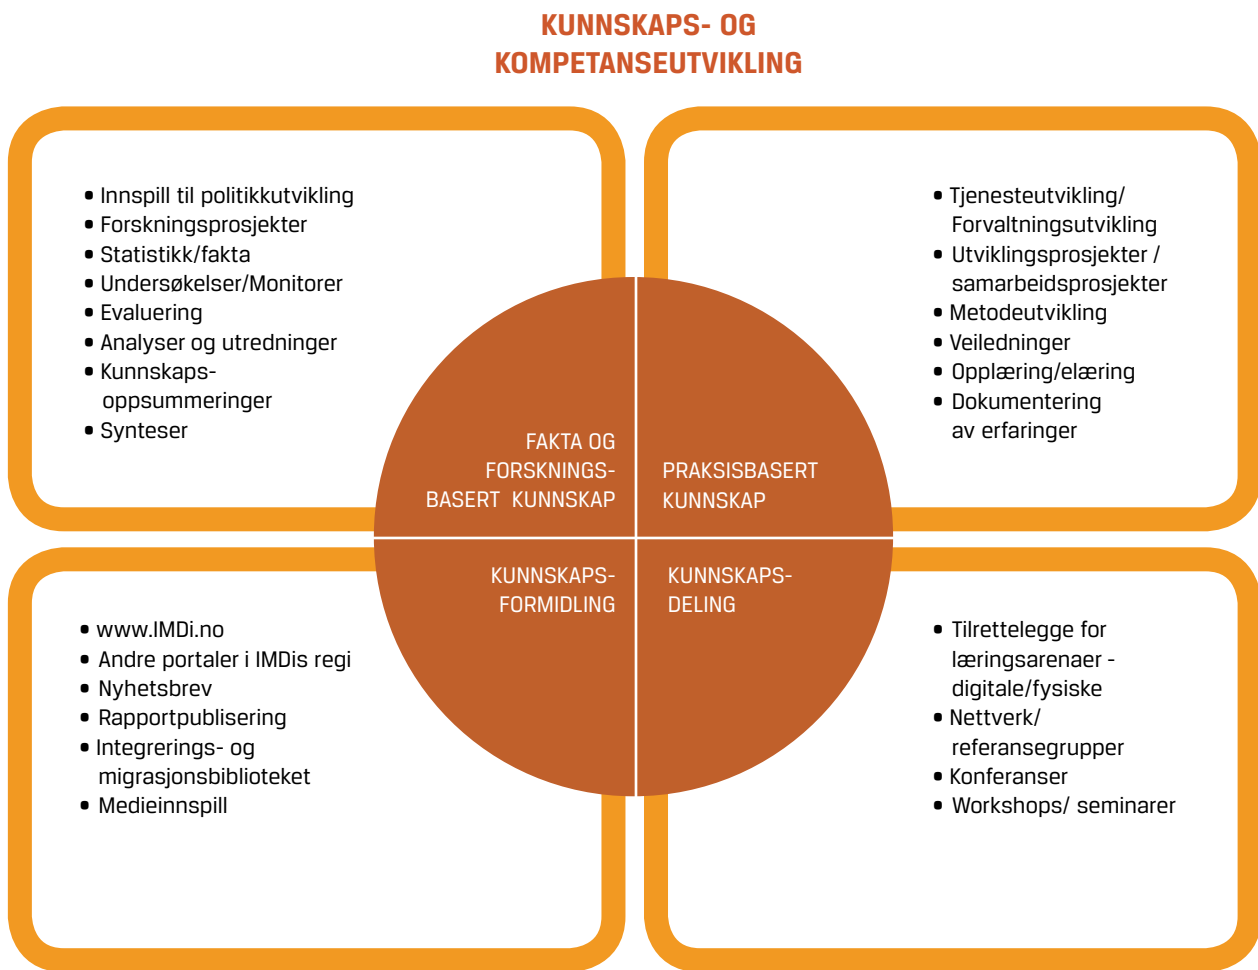 KUNNSKAPS- OG
KOMPETANSEUTVIKLING
• Innspill til politikkutvikling
• Forskningsprosjekter
• Statistikk/fakta
• Undersøkelser/Monitorer
• Evaluering
• Analyser og utredninger
• Kunnskaps-
oppsummeringer
• Synteser
• Tjenesteutvikling/
Forvaltningsutvikling
• Utviklingsprosjekter /
samarbeidsprosjekter
• Metodeutvikling
• Veiledninger
• Opplæring/elæring
• Dokumentering
av erfaringer
FAKTA OG
FORSKNINGS-
BASERT KUNNSKAP
PRAKSISBASERT
KUNNSKAP
KUNNSKAPS-
FORMIDLING
KUNNSKAPS-
DELING
• www.IMDi.no
• Andre portaler i IMDis regi
• Nyhetsbrev
• Rapportpublisering
• Integrerings- og
migrasjonsbiblioteket
• Medieinnspill
• Tilrettelegge for
læringsarenaer -
digitale/fysiske
• Nettverk/
referansegrupper
• Konferanser
• Workshops/ seminarer